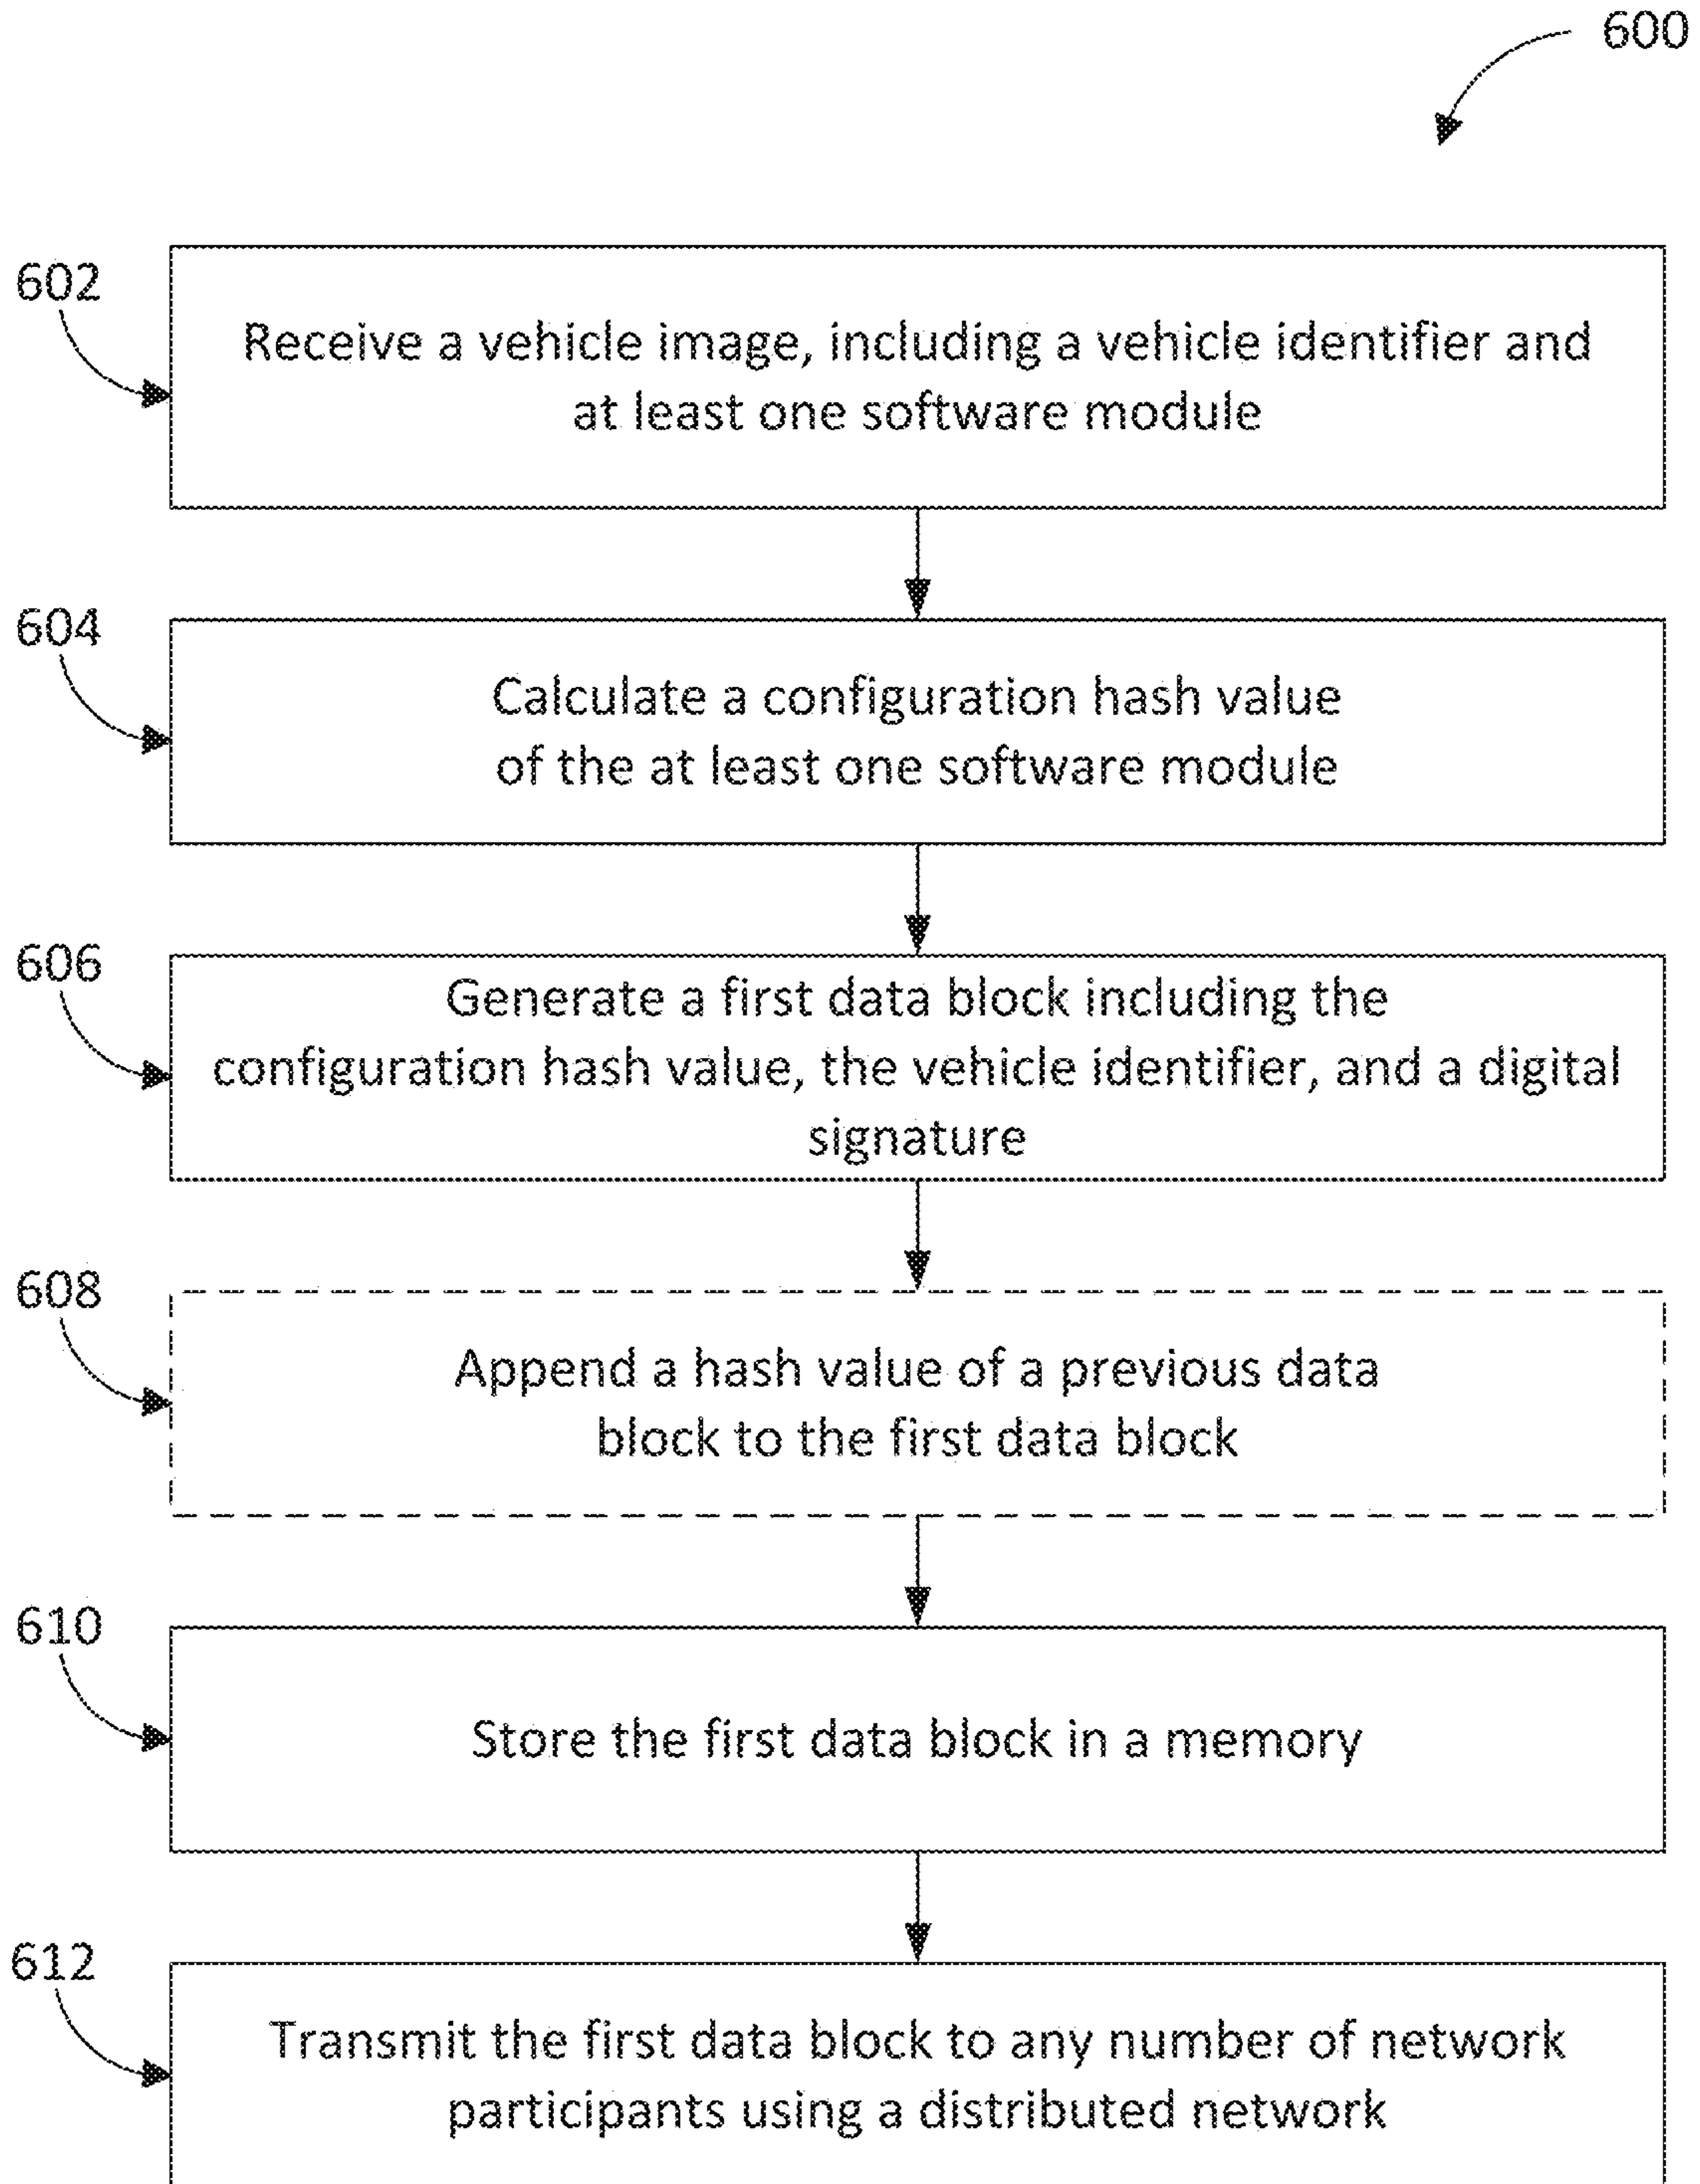 600
602
Receive a vehicle image, including a vehicle identifier and
at least one software module
604
Calculate a configuration hash value
of the at least one software module
606
Generate a first data block including the
configuration hash value, the vehicle identifier, and a digital
signature
608
Append a hash value of a previous data
block to the first data block
610
Store the first data block in a memory
612
Transmit the first data block to any number of network
participants using a distributed network